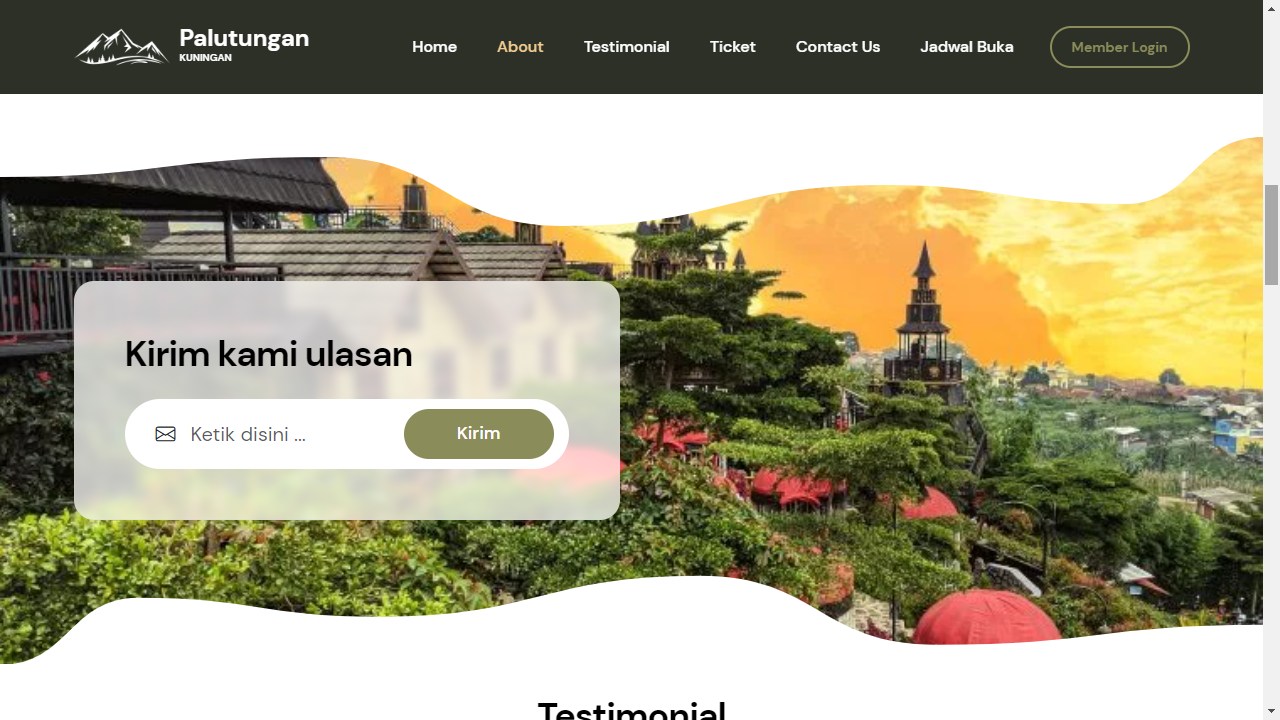 Palutungan
KUNINGAN
Home
About
Testimonial
Ticket
Contact Us
Jadwal Buka
Member Login
Kirim kami ulasan
Ketik disini ...
Kirim
Testimonial